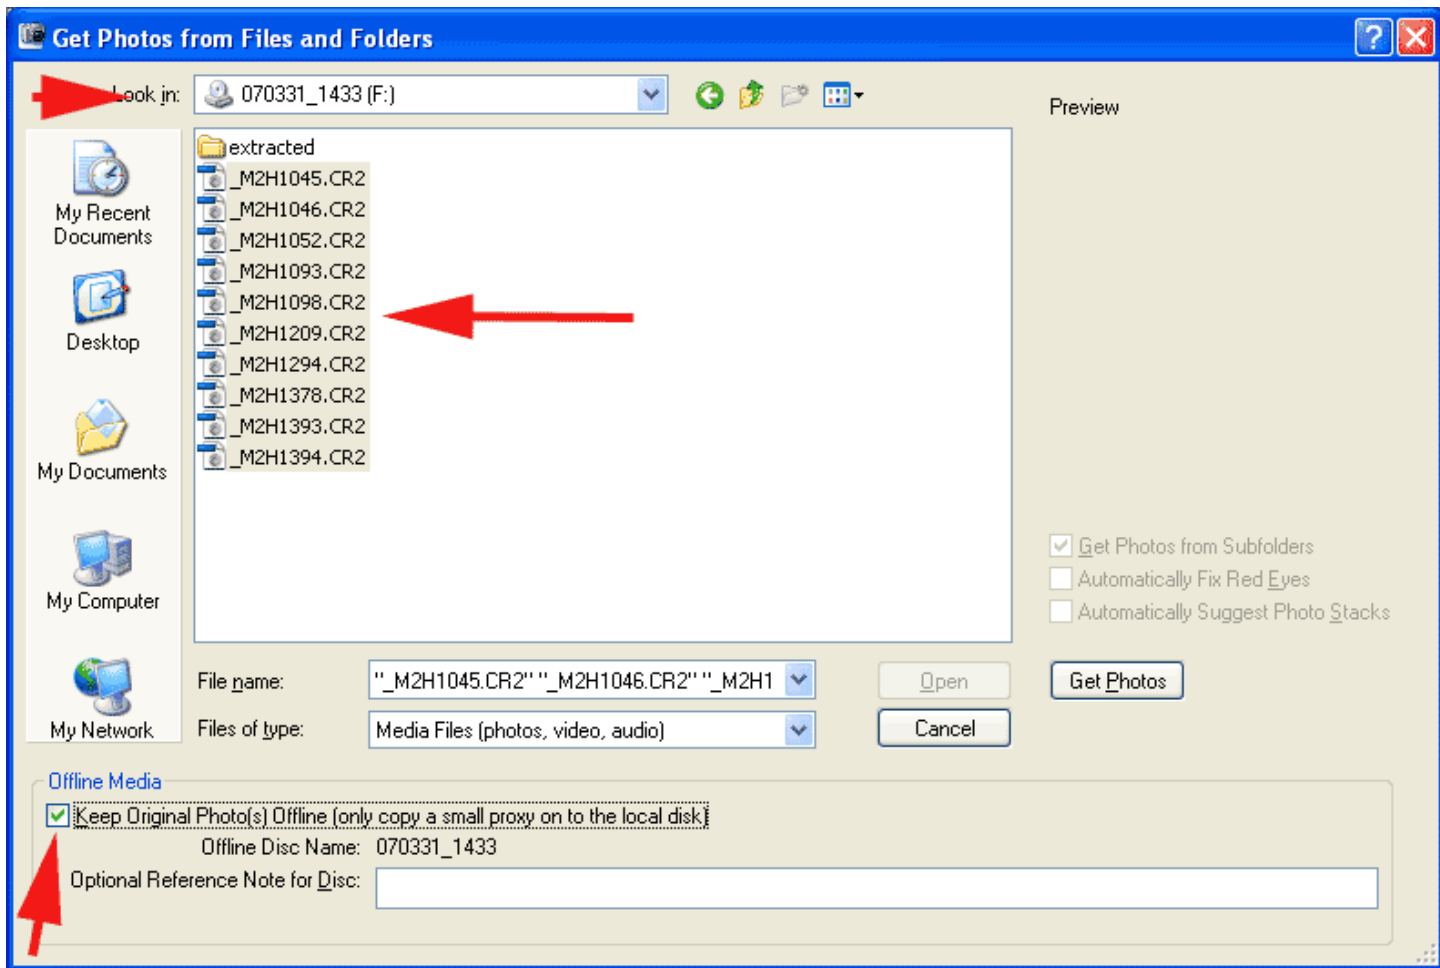 Get Photos from Files and Folders
Look in: 070331_1433 (F:)
Preview
extracted
_M2H1045.CR2
_M2H1046.CR2
_M2H1052.CR2
_M2H1093.CR2
_M2H1098.CR2
_M2H1209.CR2
_M2H1294.CR2
_M2H1378.CR2
_M2H1393.CR2
_M2H1394.CR2
My Recent
Documents
Desktop
My Documents
My Computer
My Network
Get Photos from Subfolders
Automatically Fix Red Eyes
Automatically Suggest Photo Stacks
File name: "_M2H1045.CR2" "_M2H1046.CR2" "_M2H1 Open Get Photos
Files of type: Media Files (photos, video, audio) Cancel
Offline Media
Keep Original Photo(s) Offline (only copy a small proxy on to the local disk)
Offline Disc Name: 070331_1433
Optional Reference Note for Disc: